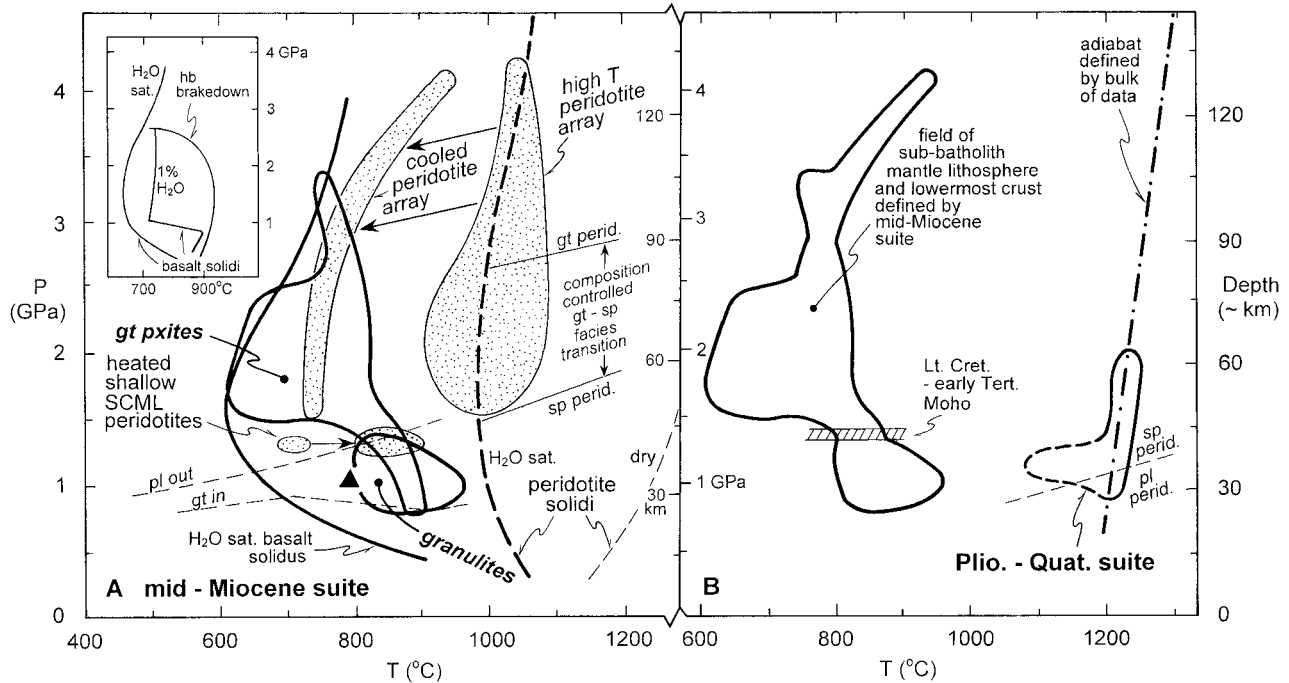 4 GPa
H2O
sat.
hb
brakedown
3
2
1%
H2O
1
basalt solidi
700
900°C
4
3
P
(GPa)
2
1
0
high T
peridotite
array
cooled
peridotite
array
gt perid.
composition
controlled
gt - sp
facies
transition
sp perid.
gt pxites
heated
shallow
SCML
peridotites
pl out
gt in
H2O sat. basalt
solidus
granulites
H2O sat.
peridotite
solidi
dry
A mid - Miocene suite
400
600
800
1000
1200
T (°C)
4
120
3
90
2
60
1 GPa
30
km
adiabat
defined
by bulk
of data
field of
sub-batholith
mantle lithosphere
and lowermost crust
defined by
mid-Miocene
suite
Lt. Cret.
- early Tert.
Moho
sp
perid.
pl
perid.
Plio. - Quat. suite
B
600
800
1000
1200
T (°C)
120
90
Depth
(~ km)
60
30
0